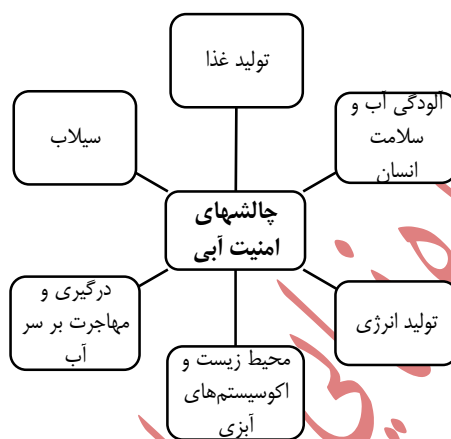 تولید غذا
آلودگی آب و
سلامت
انسان
سیلاب
چالشهای
امنیت آبی
درگیری و
مهاجرت بر سر
آب
تولید انرژی
محیط زیست و
اکوسیستم‌های
آبزی